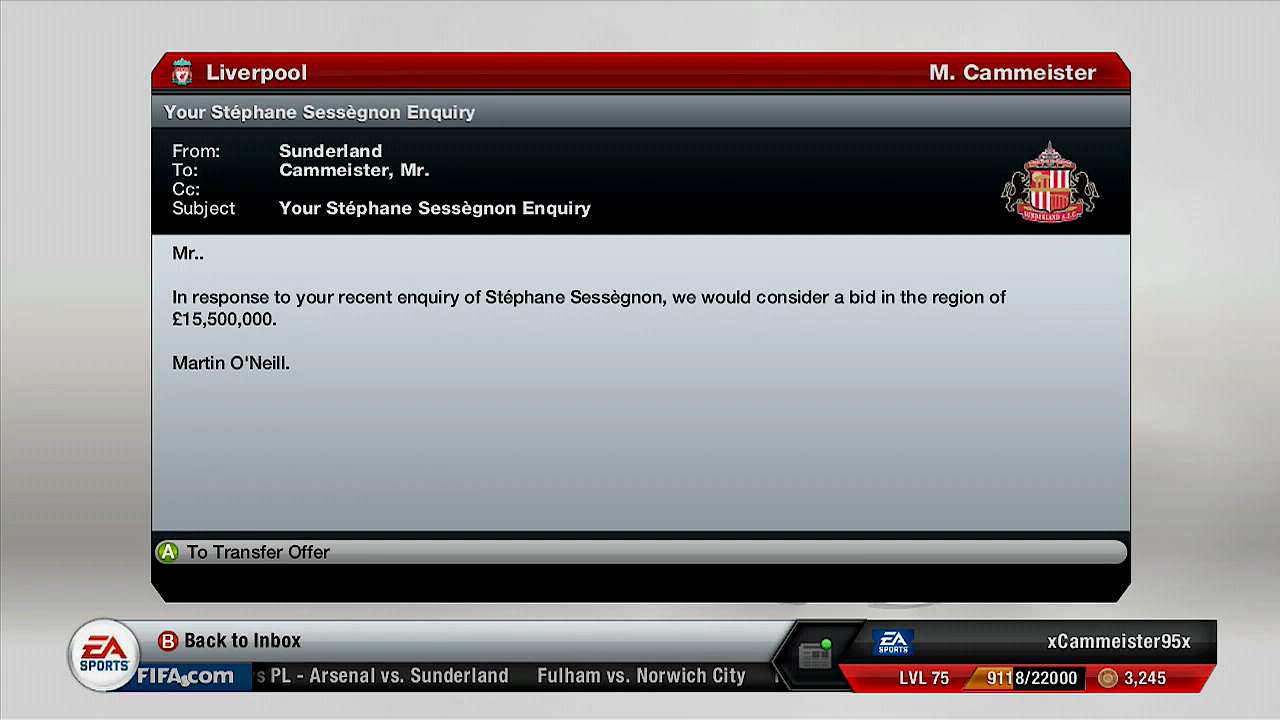 Liverpool
M. Cammeister
Your Stéphane Sessègnon Enquiry
From: Sunderland
To: Cammeister, Mr.
Cc:
Subject Your Stéphane Sessègnon Enquiry
SUNDERLAND A.F.C.
Mr..
In response to your recent enquiry of Stéphane Sessègnon, we would consider a bid in the region of
£15,500,000.
Martin O'Neill.
A To Transfer Offer
EA SPORTS
B Back to Inbox
EA SPORTS
xCammeister95x
FIFA.com
s PL - Arsenal vs. Sunderland Fulham vs. Norwich City
LVL 75 9118/22000 3,245